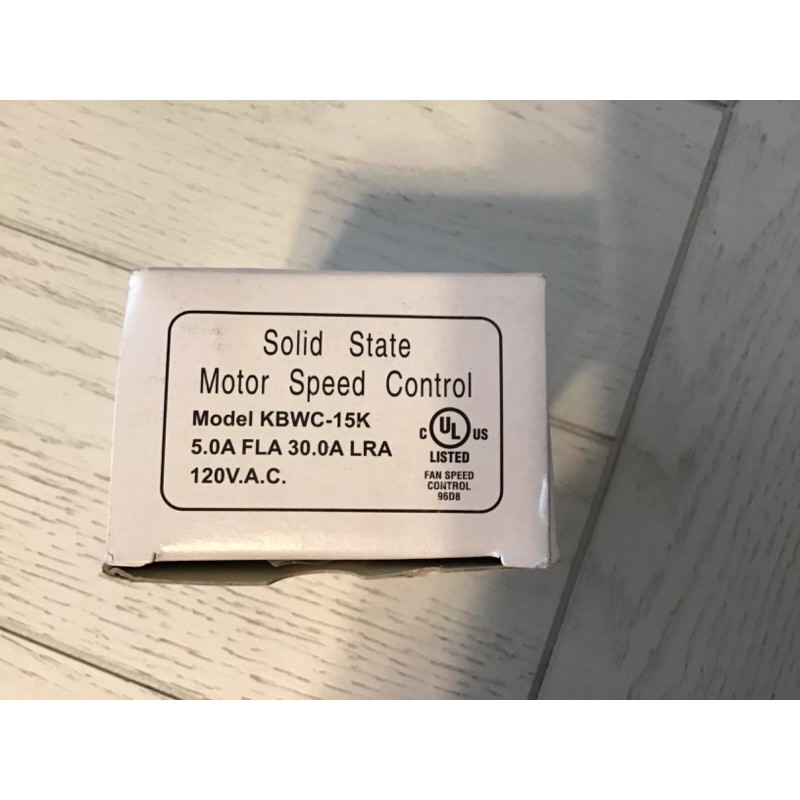 Solid State
Motor Speed Control
Model KBWC-15K
5.0A FLA 30.0A LRA
120V.A.C.
C UL US
LISTED
FAN SPEED
CONTROL
96D8